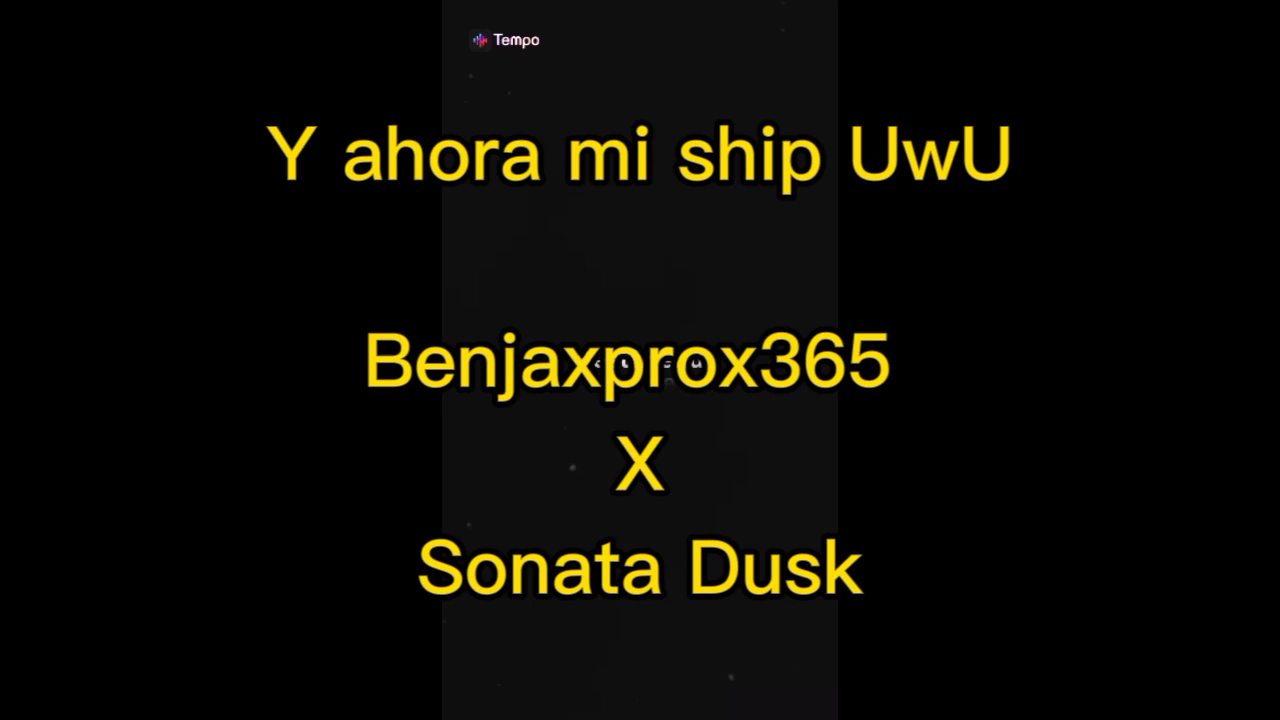 Tempo
Y ahora mi ship UwU
Benjaxprox365
X
Sonata Dusk